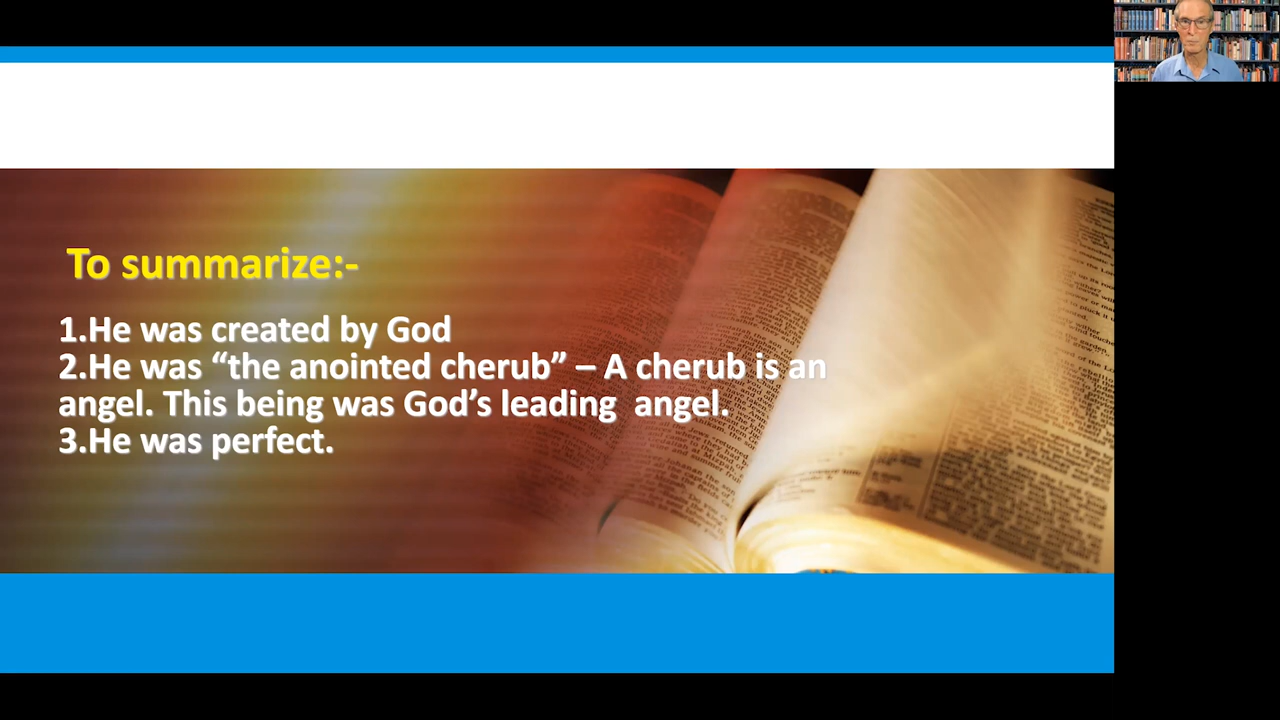 To summarize:-
1.He was created by God
2.He was “the anointed cherub” – A cherub is an
angel. This being was God’s leading  angel.
3.He was perfect.